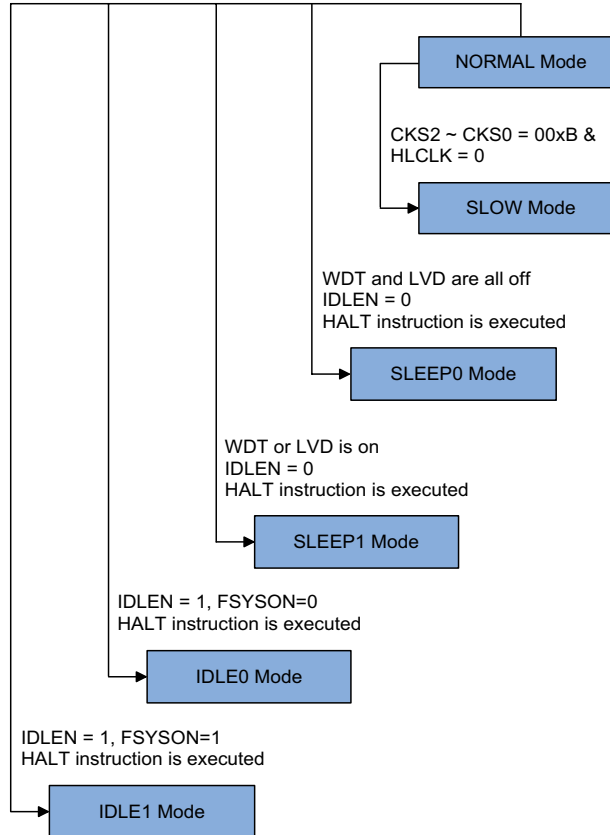 NORMAL Mode
CKS2 ~ CKS0 = 00xB &
HLCLK = 0
SLOW Mode
WDT and LVD are all off
IDLEN = 0
HALT instruction is executed
SLEEP0 Mode
WDT or LVD is on
IDLEN = 0
HALT instruction is executed
SLEEP1 Mode
IDLEN = 1, FSYSON=0
HALT instruction is executed
IDLE0 Mode
IDLEN = 1, FSYSON=1
HALT instruction is executed
IDLE1 Mode